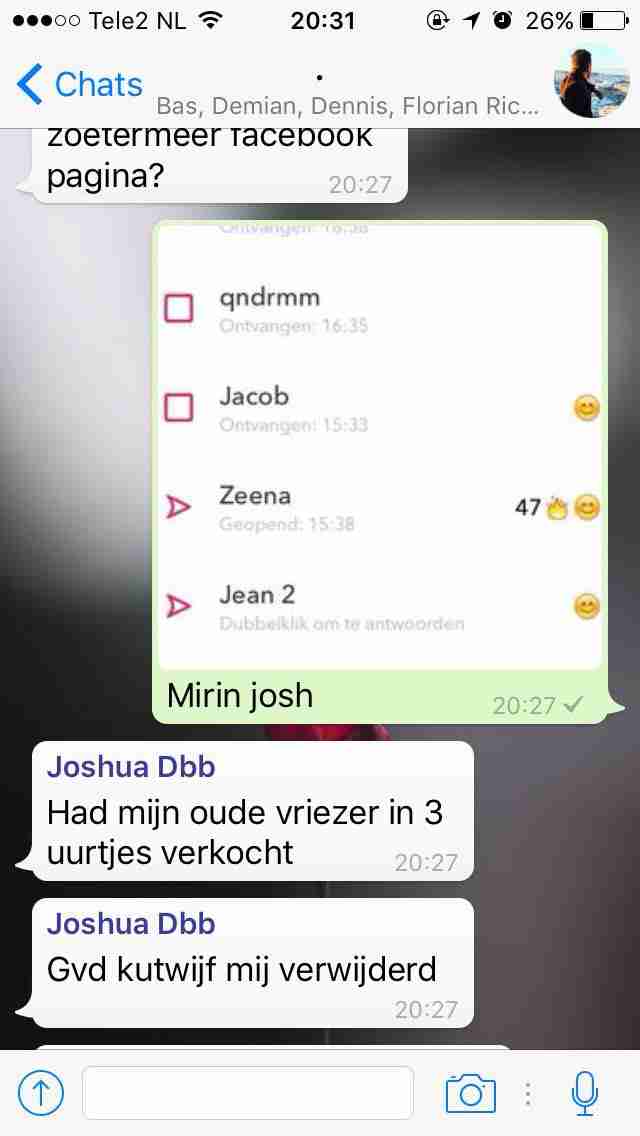 Tele2 NL 20:31 26%
Chats
.
Bas, Demian, Dennis, Florian Ric...
zoetermeer facebook
pagina?
20:27
Ontvangen: 16:38
qndrmm
Ontvangen: 16:35
Jacob
Ontvangen: 15:33
Zeena
47
Geopend: 15:38
Jean 2
Dubbelklik om te antwoorden
Mirin josh
20:27
Joshua Dbb
Had mijn oude vriezer in 3
uurtjes verkocht
20:27
Joshua Dbb
Gvd kutwijf mij verwijderd
20:27